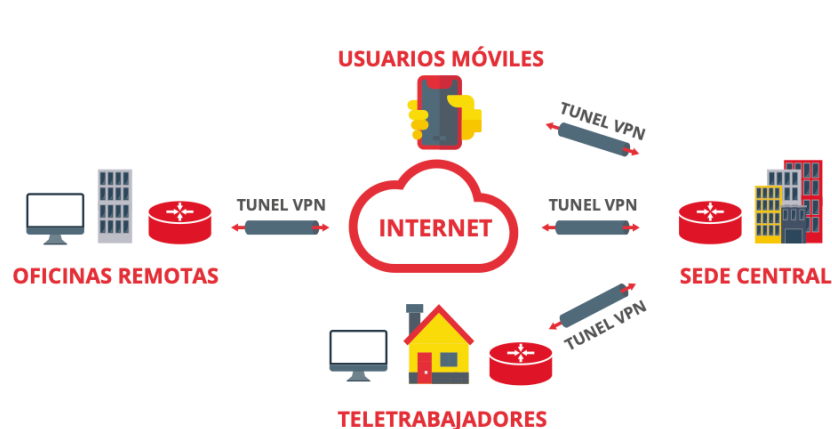 USUARIOS MÓVILES
TUNEL VPN
TUNEL VPN
INTERNET
TUNEL VPN
OFICINAS REMOTAS
SEDE CENTRAL
TUNEL VPN
TELETRABAJADORES